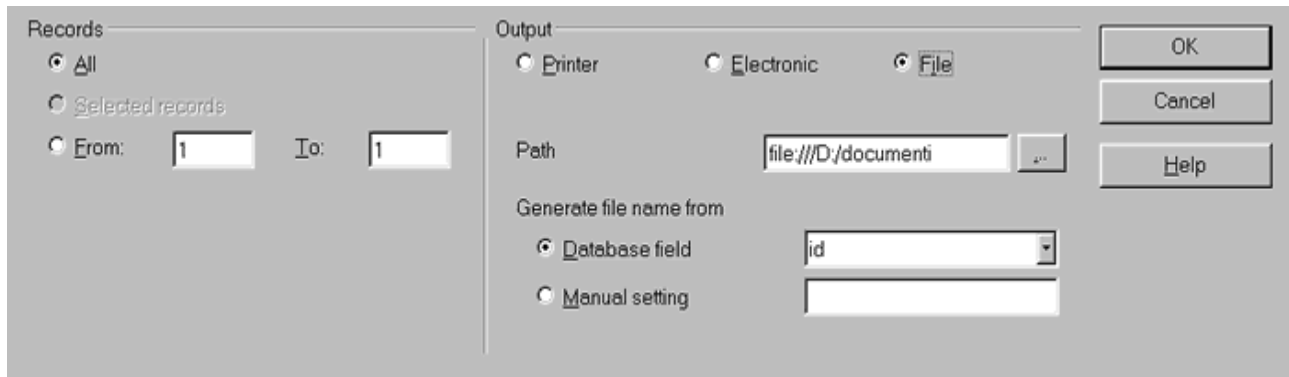 Records
All
Selected records
From: 1 To: 1
Output
Printer Electronic File
Path file:///D:/documenti ...
Generate file name from
Database field id
Manual setting
OK
Cancel
Help